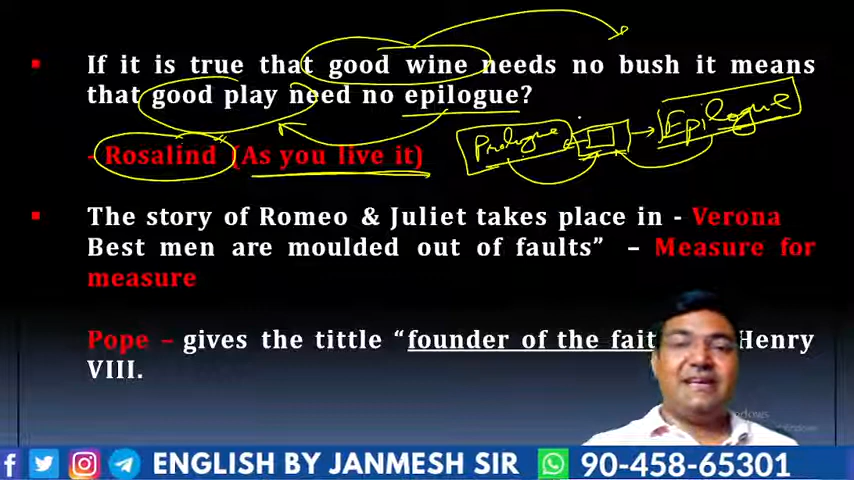 If it is true that good wine needs no bush it means
that good play need no epilogue?
Prologue Epilogue
- Rosalind (As you live it)
The story of Romeo & Juliet takes place in - Verona
Best men are moulded out of faults” – Measure for
measure
Pope – gives the tittle “founder of the fait Henry
VIII.
ENGLISH BY JANMESH SIR 90-458-65301